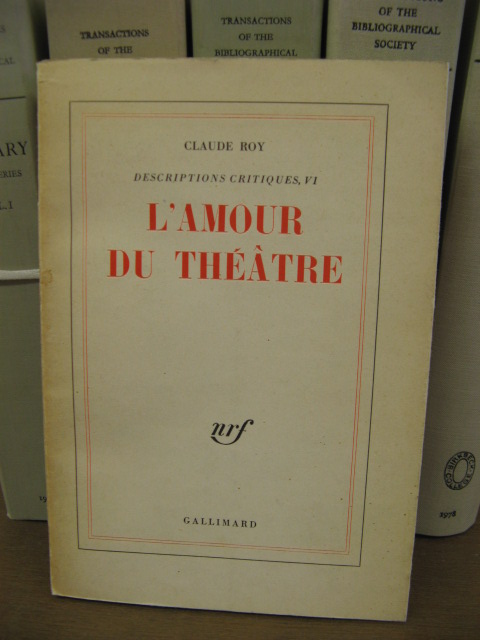 TRANSACTIONS
OF THE
TRANSACTIONS
OF THE
BIBLIOGRAPHICAL
OF THE
BIBLIOGRAPHICAL
SOCIETY
CLAUDE ROY
DESCRIPTIONS CRITIQUES, VI
L'AMOUR
DU THÉÂTRE
nrf
GALLIMARD
1978